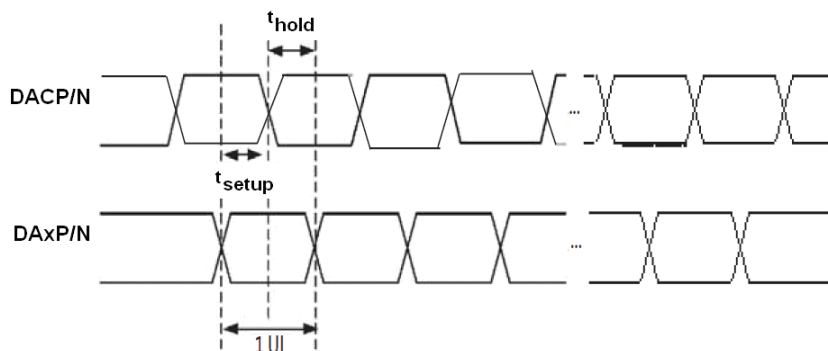 thold
DACP/N
...
tsetup
DAxP/N
...
1 UI